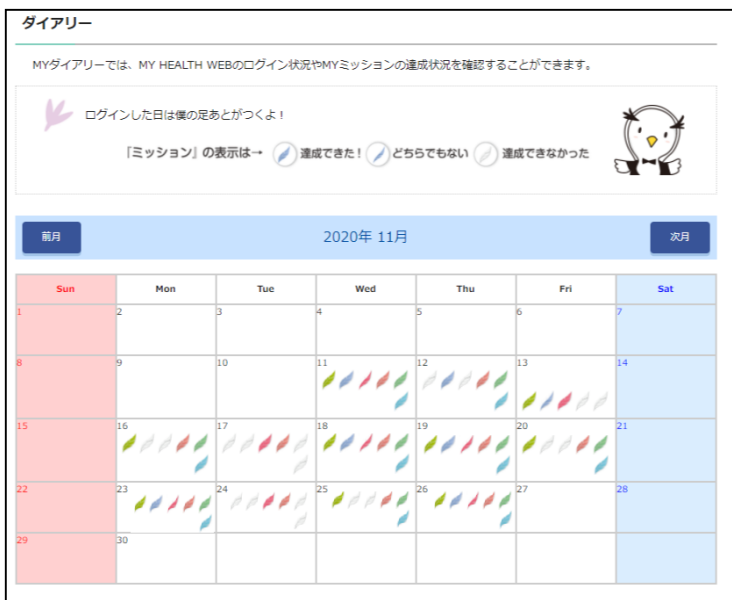 ダイアリー
MYダイアリーでは、MY HEALTH WEBのログイン状況やMYミッションの達成状況を確認することができます。
ログインした日は僕の足あとがつくよ！
『ミッション』の表示は→ 達成できた！ どちらでもない 達成できなかった
前月 2020年 11月 次月
Sun Mon Tue Wed Thu Fri Sat
1 2 3 4 5 6 7
8 9 10 11 12 13 14
15 16 17 18 19 20 21
22 23 24 25 26 27 28
29 30